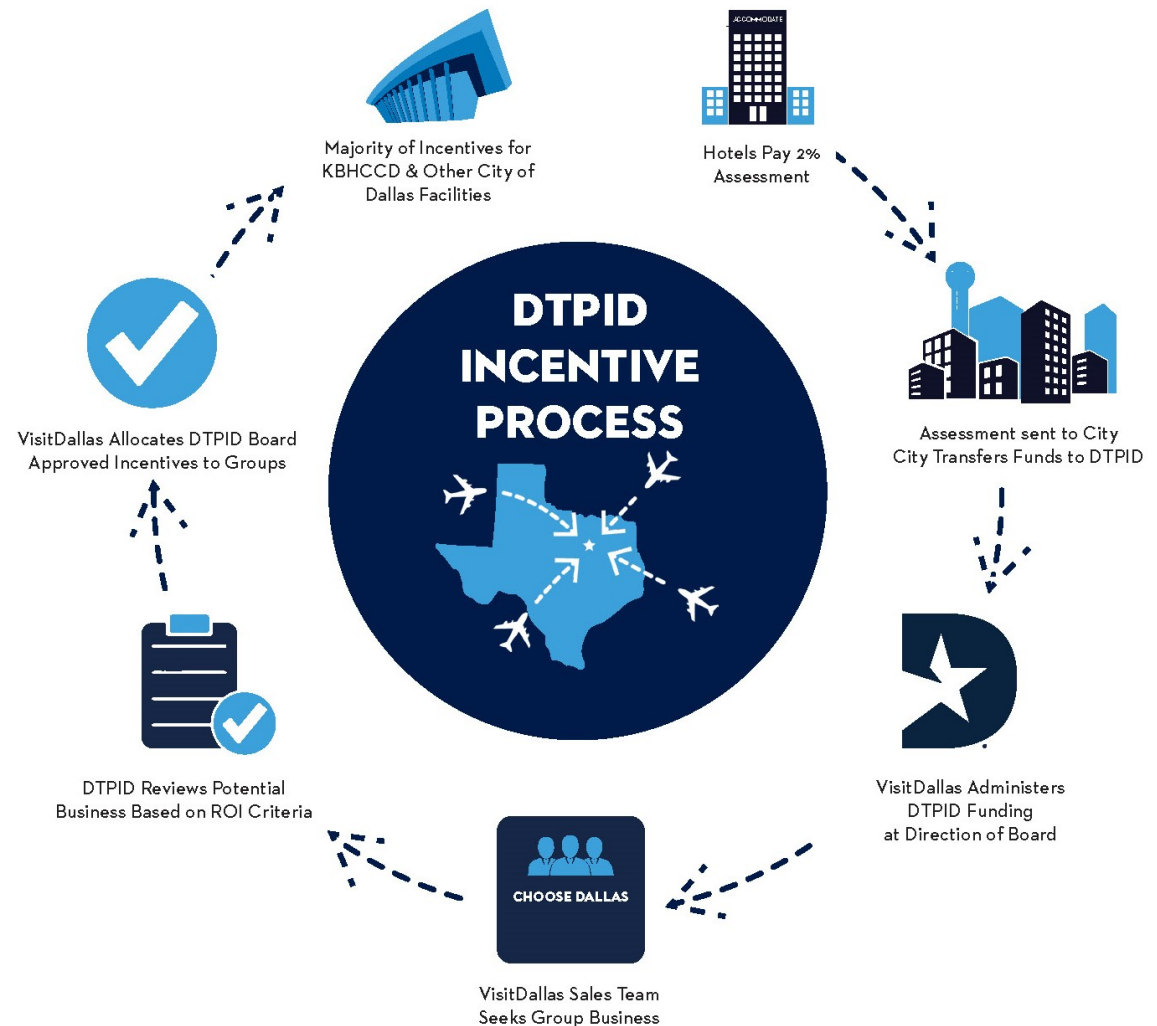 ACCOMMODATE
Hotels Pay 2%
Assessment
Assessment sent to City
City Transfers Funds to DTPID
VisitDallas Administers
DTPID Funding
at Direction of Board
CHOOSE DALLAS
VisitDallas Sales Team
Seeks Group Business
DTPID Reviews Potential
Business Based on ROI Criteria
VisitDallas Allocates DTPID Board
Approved Incentives to Groups
Majority of Incentives for
KBHCCD & Other City of
Dallas Facilities
DTPID
INCENTIVE
PROCESS